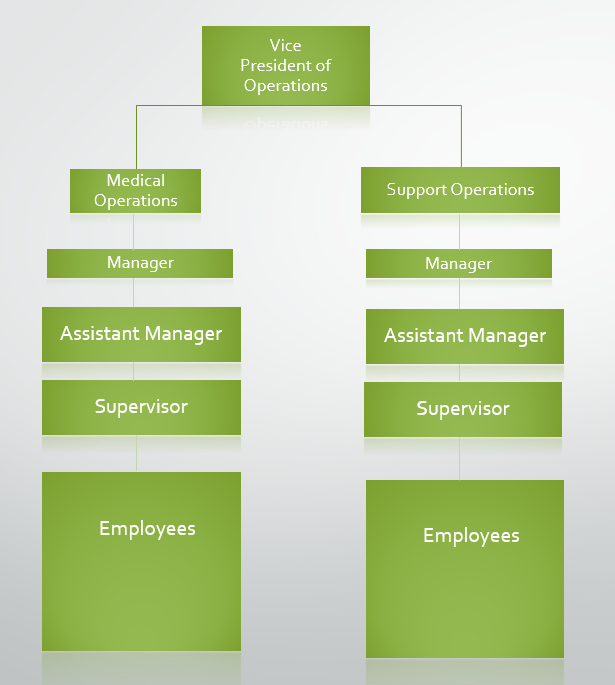 Vice
President of
Operations
Medical
Operations
Support Operations
Manager
Manager
Assistant Manager
Assistant Manager
Supervisor
Supervisor
Employees
Employees